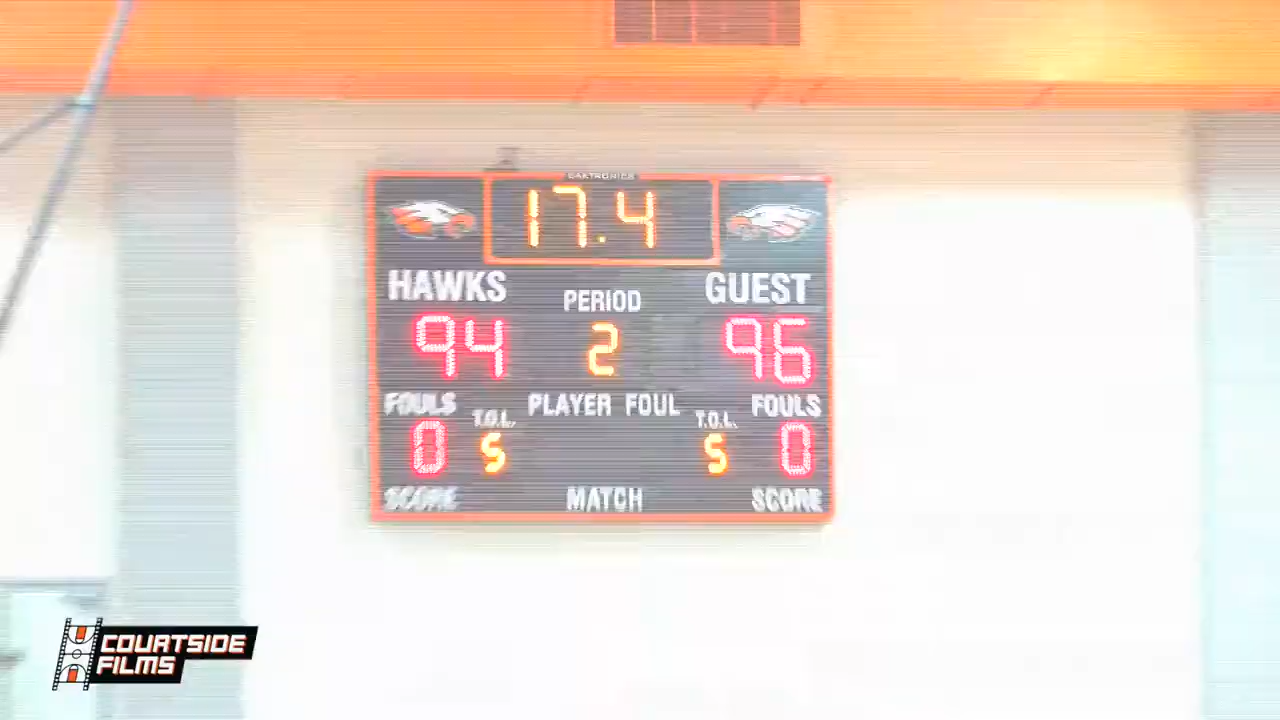 DAKTRONICS
17.4
HAWKS PERIOD GUEST
94 2 96
FOULS T.O.L. PLAYER FOUL T.O.L. FOULS
0 5 5 0
SCORE MATCH SCORE
COURTSIDE
FILMS